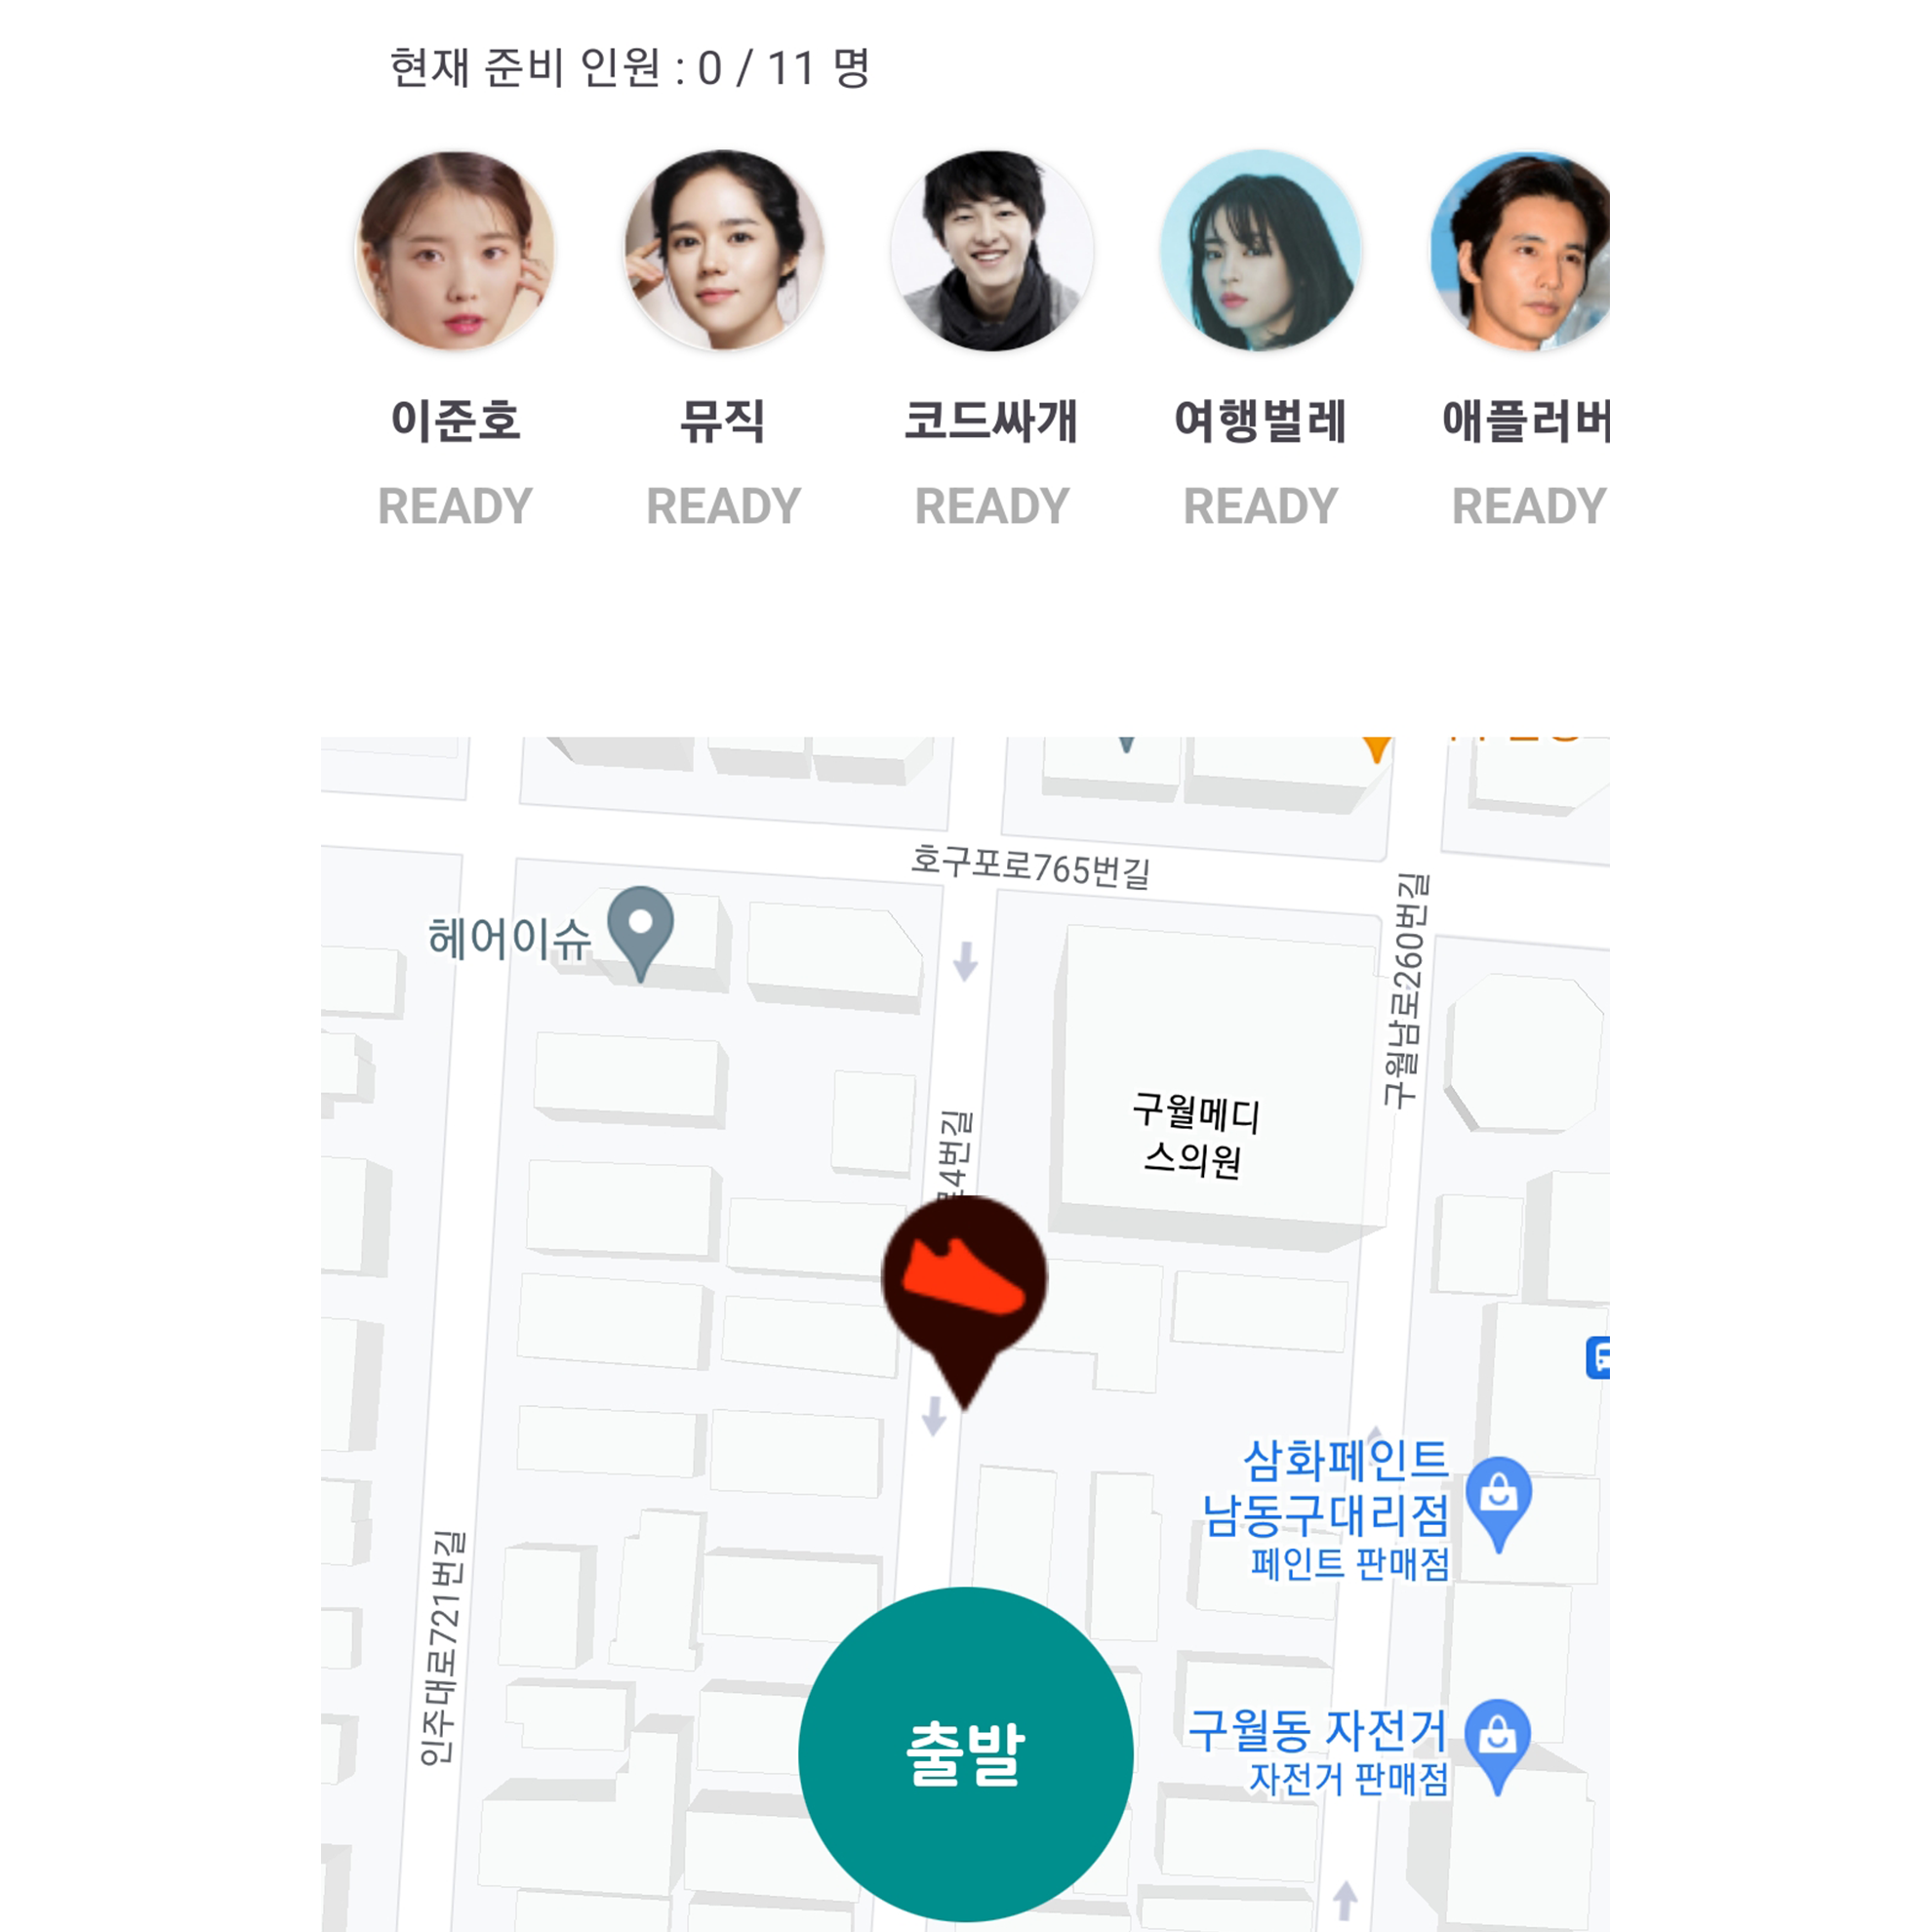 현재 준비 인원 : 0 / 11 명
이준호
뮤직
코드싸개
여행벌레
애플러버
READY
READY
READY
READY
READY
호구포로765번길
헤어이슈
구월남로260번길
구월메디
스의원
4번길
삼화페인트
남동구대리점
페인트 판매점
인주대로721번길
구월동 자전거
자전거 판매점
출발